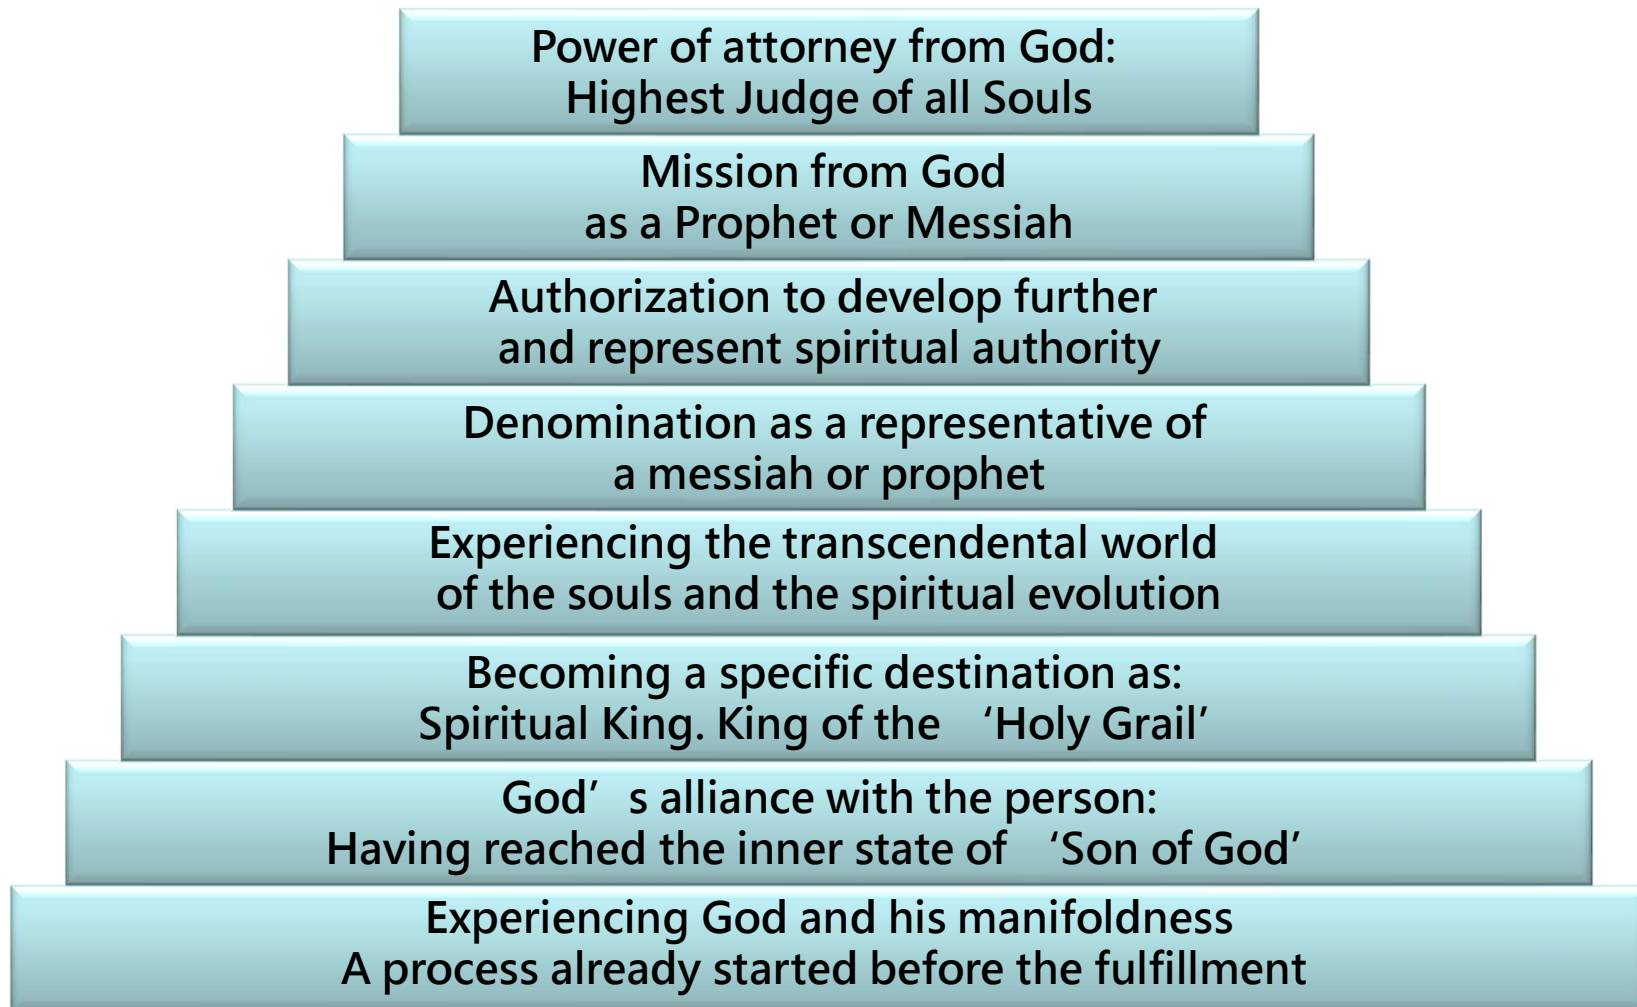 Power of attorney from God:
Highest Judge of all Souls
Mission from God
as a Prophet or Messiah
Authorization to develop further
and represent spiritual authority
Denomination as a representative of
a messiah or prophet
Experiencing the transcendental world
of the souls and the spiritual evolution
Becoming a specific destination as:
Spiritual King. King of the ‘Holy Grail’
God’s alliance with the person:
Having reached the inner state of ‘Son of God’
Experiencing God and his manifoldness
A process already started before the fulfillment